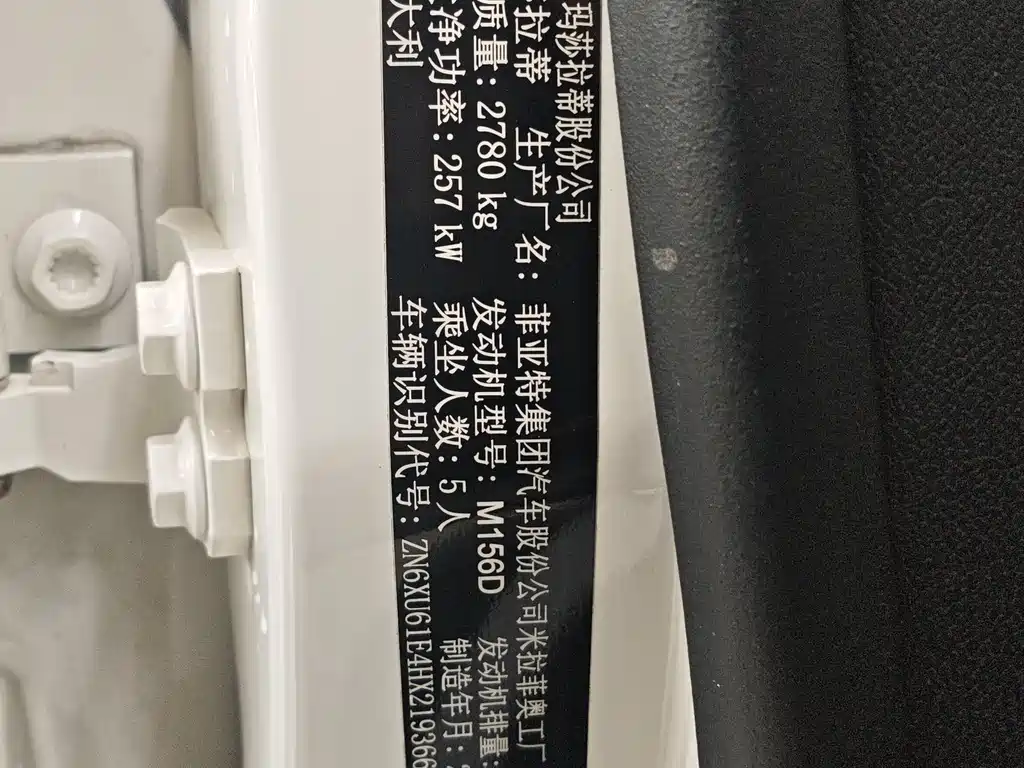 玛莎拉蒂股份公司
拉蒂 生产厂名: 菲亚特集团汽车股份公司米拉菲奥工厂
质量: 2780 kg 发动机型号: M156D 发动机排量:
净功率: 257 kW 乘坐人数: 5 人 制造年月:
大利 车辆识别代号: ZN6XU61E4HX219366